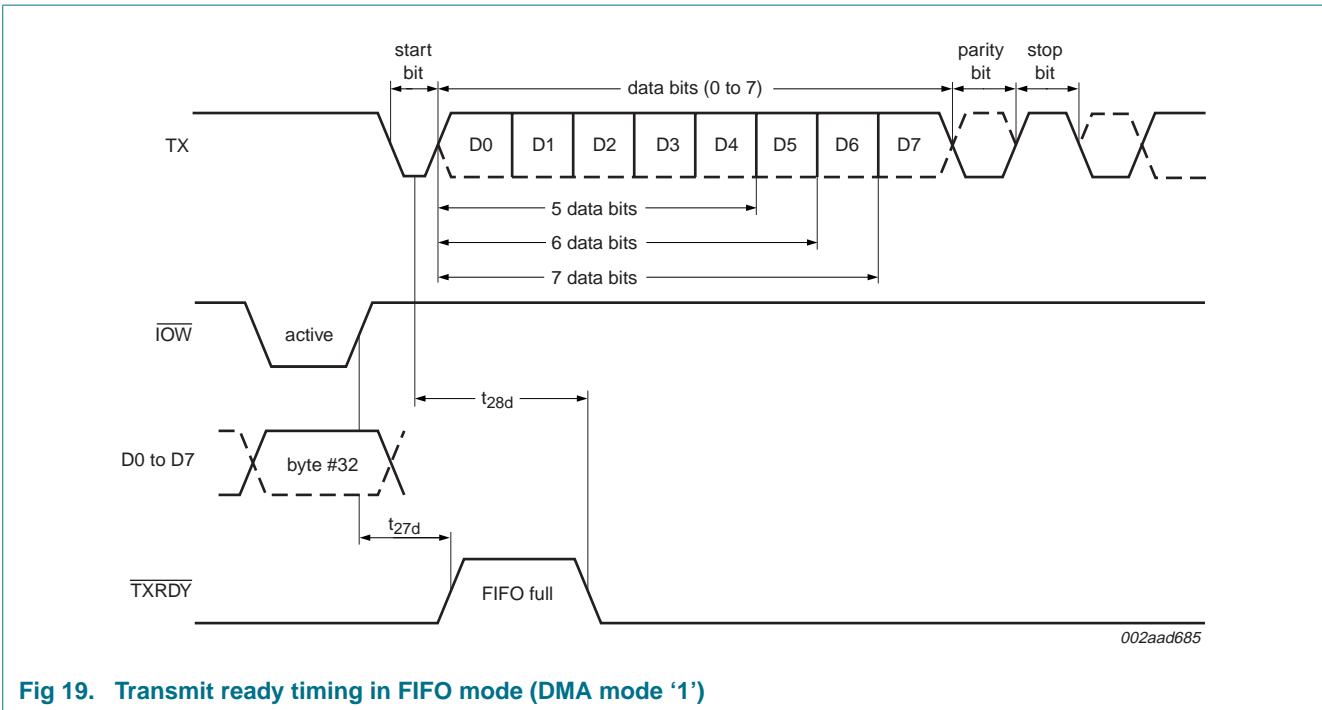 start
bit
data bits (0 to 7)
parity
bit
stop
bit
TX
D0 D1 D2 D3 D4 D5 D6 D7
5 data bits
6 data bits
7 data bits
IOW
active
t28d
D0 to D7
byte #32
t27d
TXRDY
FIFO full
002aad685
Fig 19. Transmit ready timing in FIFO mode (DMA mode ‘1’)